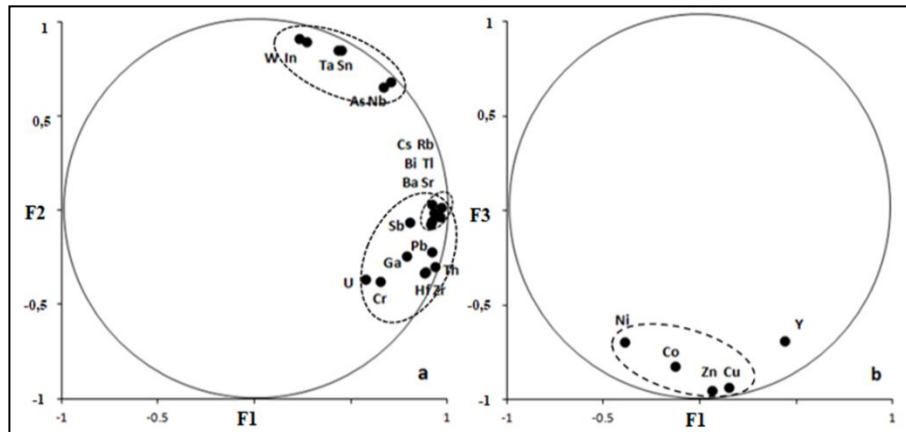 1
0,5
F2
-0,5
-1
-1
-0.5
F1
1
W In
Ta Sn
As Nb
Cs Rb
Bi Tl
Ba Sr
Sb
Pb
Ga
Th
U
Cr
Hf Zr
a
1
0,5
F3
-0,5
-1
-1
-0.5
F1
1
Ni
Co
Zn Cu
Y
b